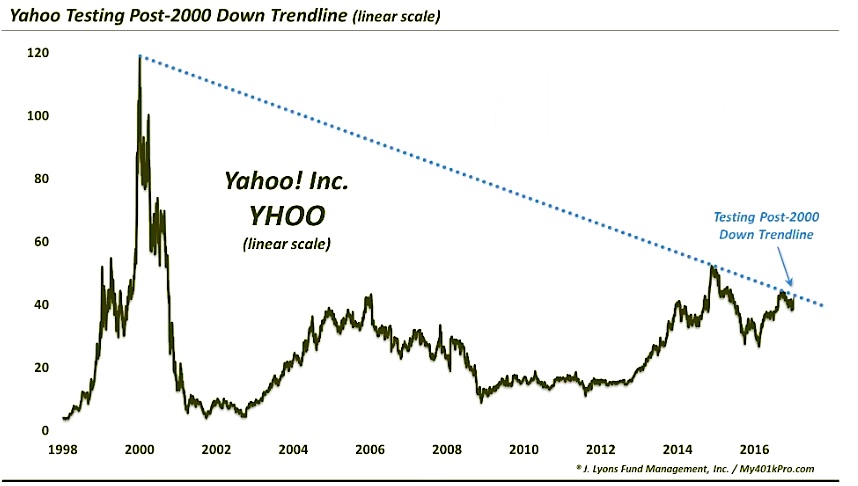 Yahoo Testing Post-2000 Down Trendline (linear scale)
120
100
80
60
40
20
0
Yahoo! Inc.
YHOO
(linear scale)
Testing Post-2000
Down Trendline
1998 2000 2002 2004 2006 2008 2010 2012 2014 2016
® J. Lyons Fund Management, Inc. / My401kPro.com